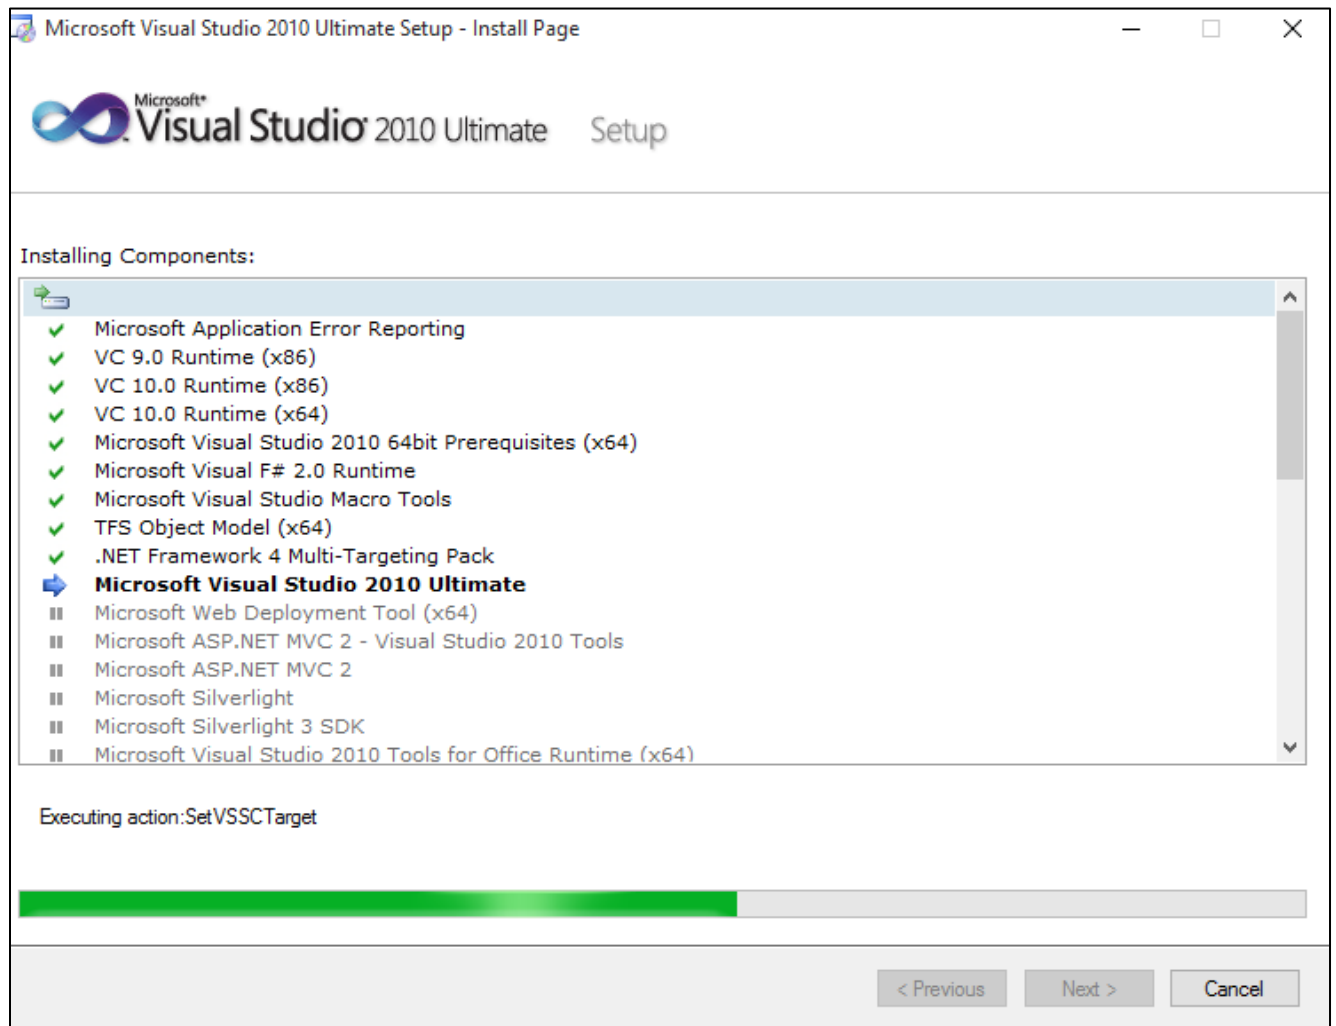 Microsoft Visual Studio 2010 Ultimate Setup - Install Page
Microsoft®
Visual Studio® 2010 Ultimate Setup
Installing Components:
Microsoft Application Error Reporting
VC 9.0 Runtime (x86)
VC 10.0 Runtime (x86)
VC 10.0 Runtime (x64)
Microsoft Visual Studio 2010 64bit Prerequisites (x64)
Microsoft Visual F# 2.0 Runtime
Microsoft Visual Studio Macro Tools
TFS Object Model (x64)
.NET Framework 4 Multi-Targeting Pack
Microsoft Visual Studio 2010 Ultimate
Microsoft Web Deployment Tool (x64)
Microsoft ASP.NET MVC 2 - Visual Studio 2010 Tools
Microsoft ASP.NET MVC 2
Microsoft Silverlight
Microsoft Silverlight 3 SDK
Microsoft Visual Studio 2010 Tools for Office Runtime (x64)
Executing action:SetVSSCTarget
< Previous Next > Cancel